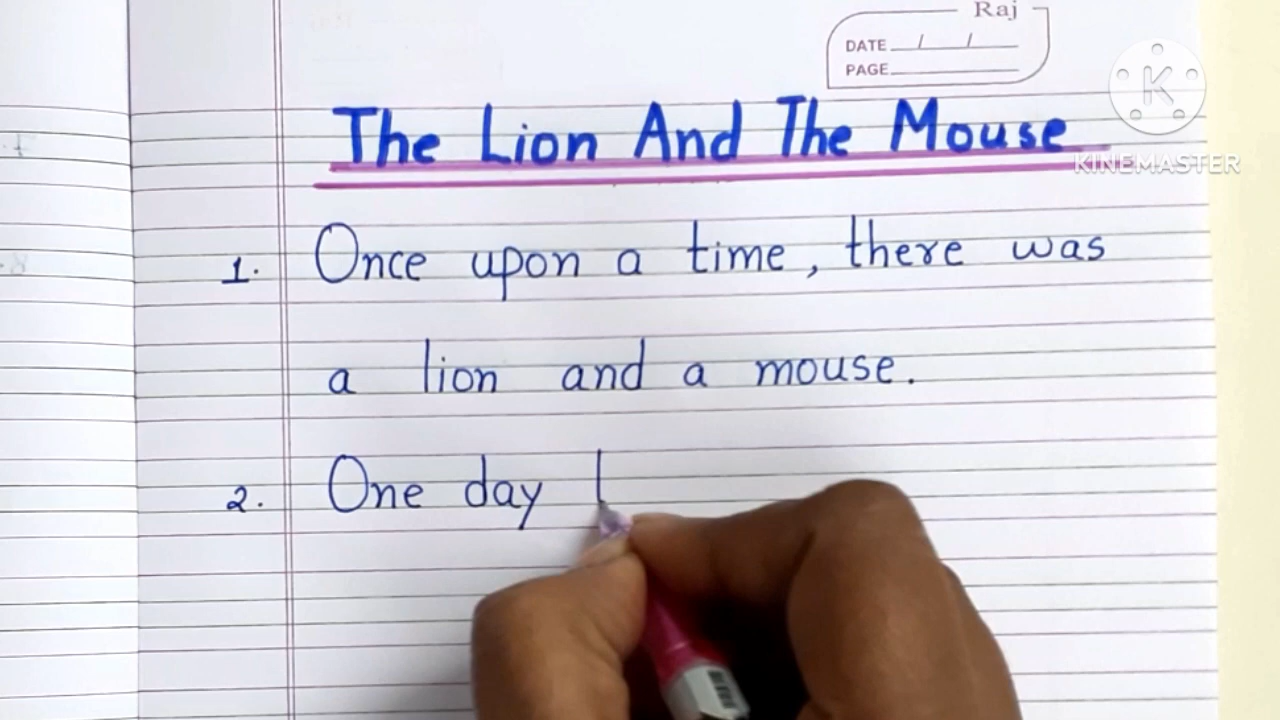 Raj
DATE / /
PAGE
K
KINEMASTER
The Lion And The Mouse
1. Once upon a time, there was
a lion and a mouse.
2. One day